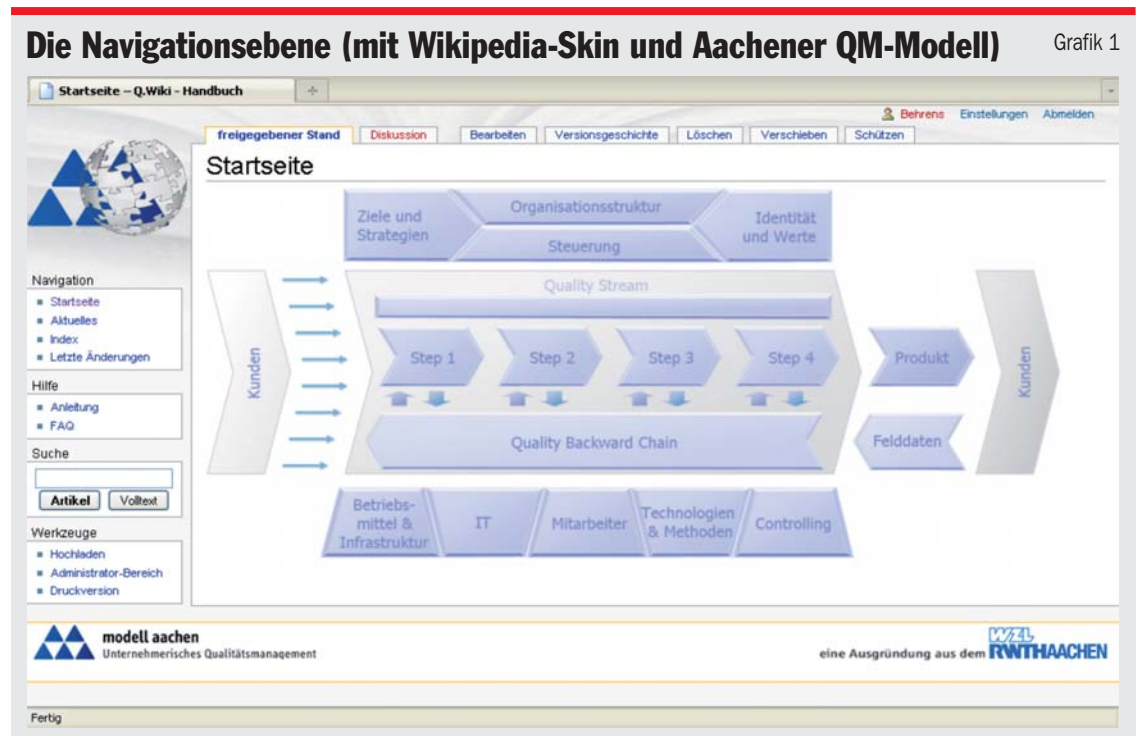 Die Navigationsebene (mit Wikipedia-Skin und Aachener QM-Modell)
Grafik 1
Startseite – Q.Wiki - Handbuch
Behrens Einstellungen Abmelden
freigegebener Stand Diskussion Bearbeiten Versionsgeschichte Löschen Verschieben Schützen
Startseite
Navigation
Startseite
Aktuelles
Index
Letzte Änderungen
Hilfe
Anleitung
FAQ
Suche
Artikel Volltext
Werkzeuge
Hochladen
Administrator-Bereich
Druckversion
Ziele und
Strategien
Organisationsstruktur
Steuerung
Identität
und Werte
Kunden
Quality Stream
Step 1 Step 2 Step 3 Step 4
Produkt
Quality Backward Chain
Felddaten
Kunden
Betriebs-
mittel &
Infrastruktur
IT
Mitarbeiter
Technologien
& Methoden
Controlling
modell aachen
Unternehmerisches Qualitätsmanagement
eine Ausgründung aus dem
WZL
RWTHAACHEN
Fertig